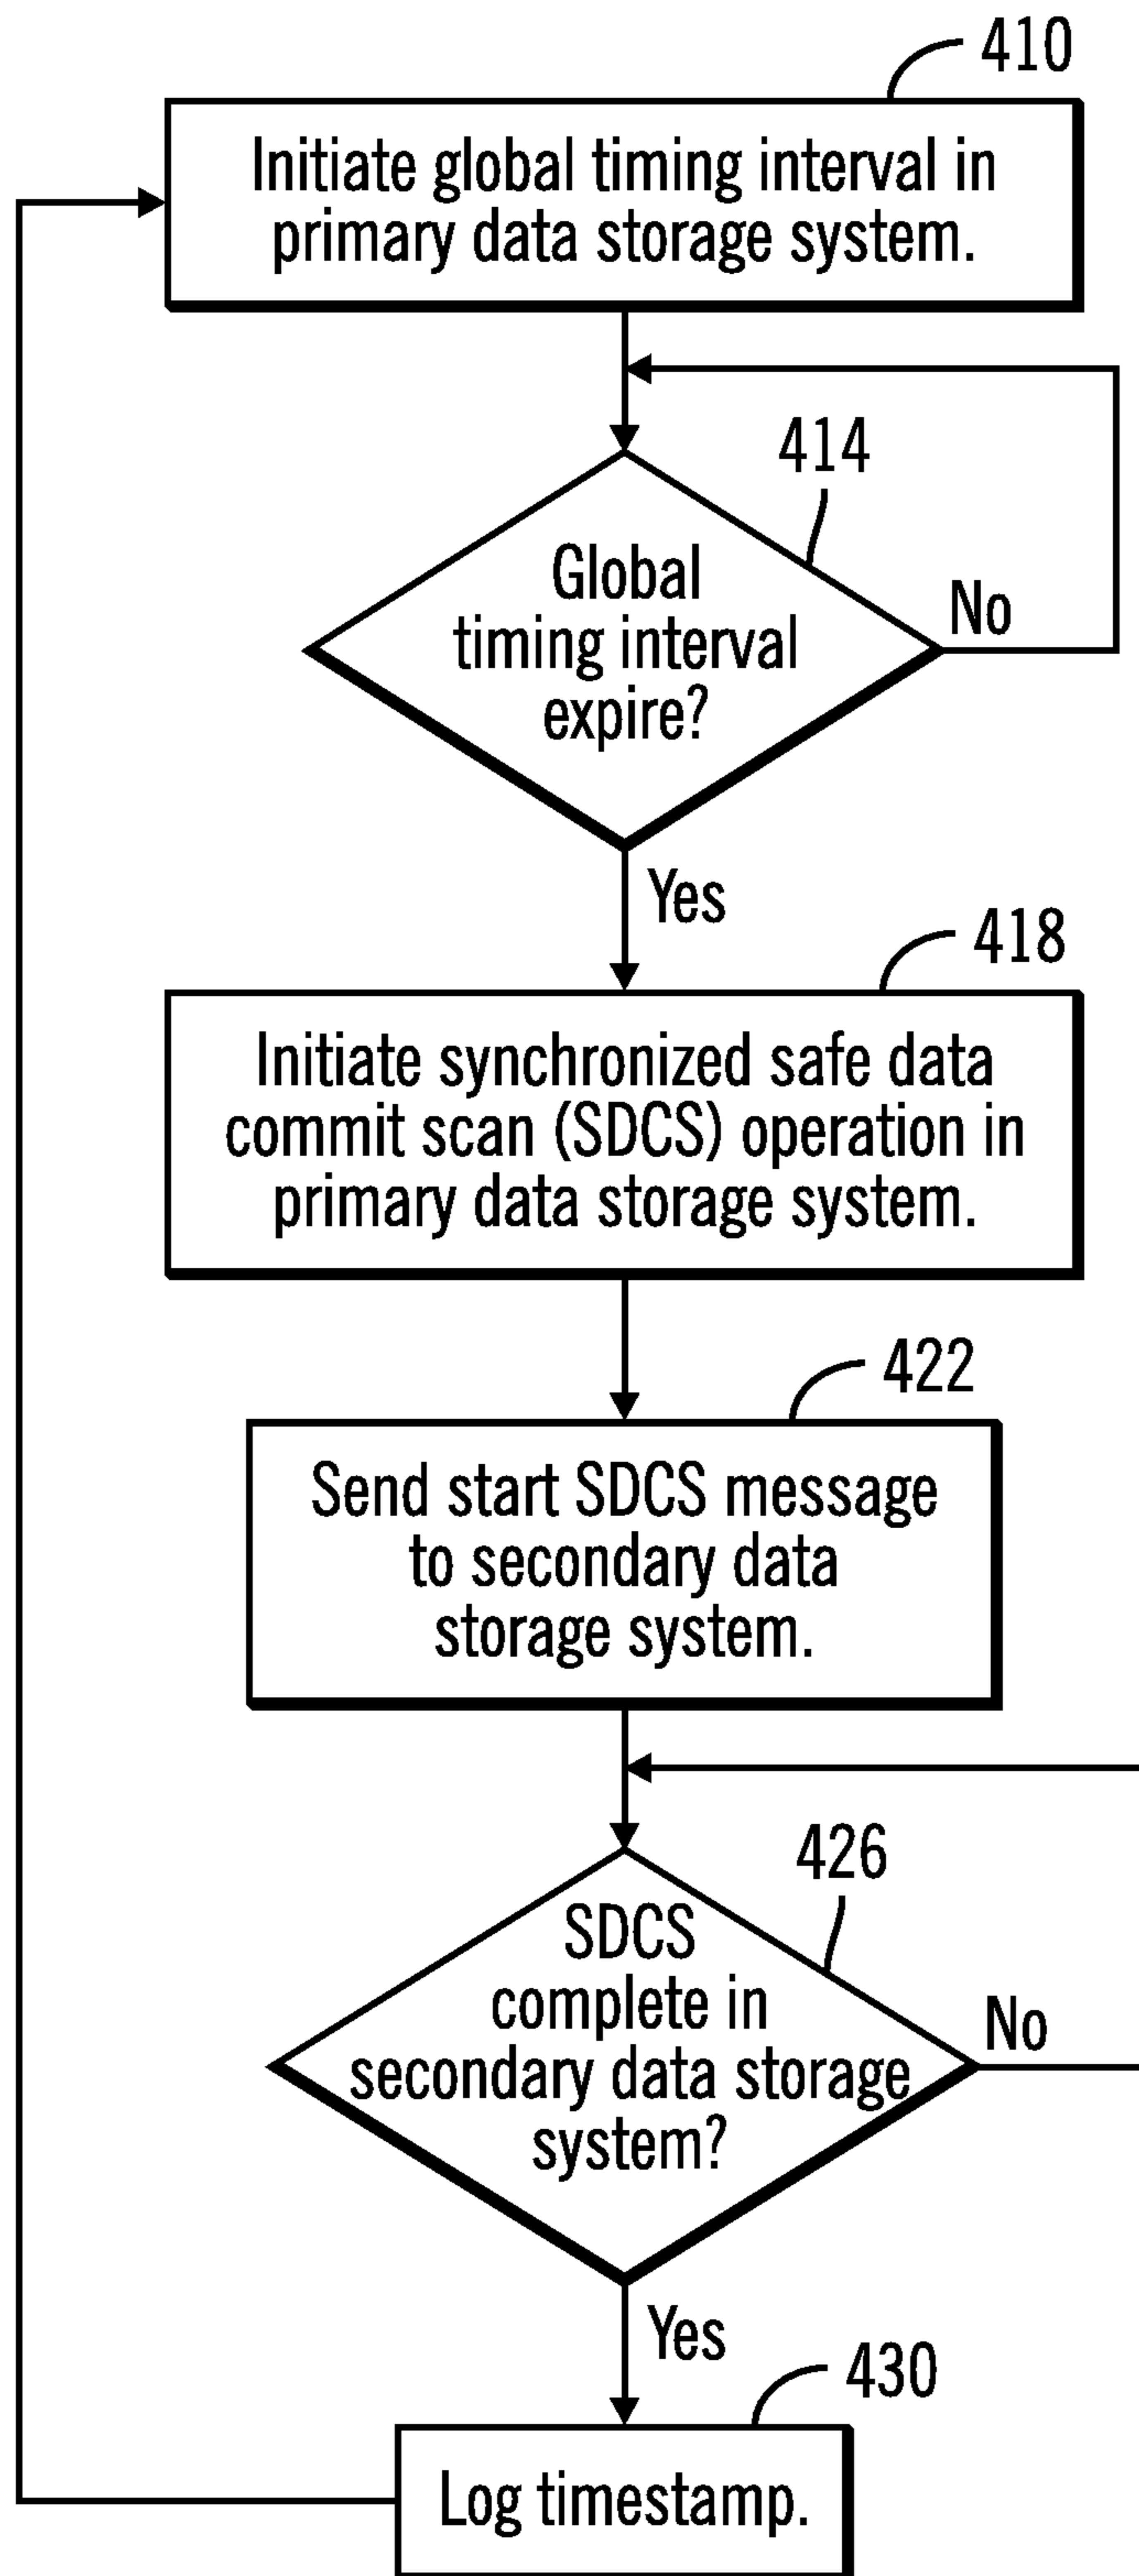 410
Initiate global timing interval in
primary data storage system.
414
Global
timing interval
expire?
No
Yes
418
Initiate synchronized safe data
commit scan (SDCS) operation in
primary data storage system.
422
Send start SDCS message
to secondary data
storage system.
426
SDCS
complete in
secondary data storage
system?
No
Yes
430
Log timestamp.